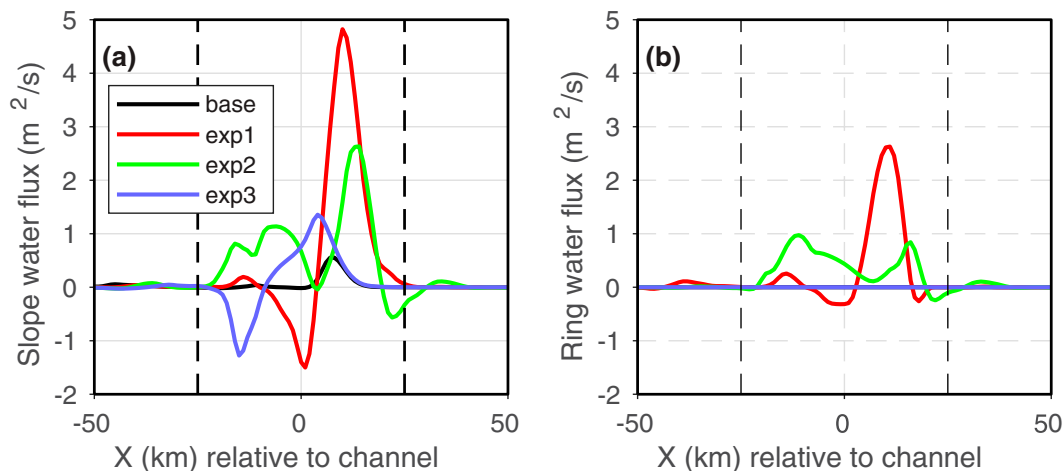 (a)
Slope water flux (m ²/s)
5
4
3
2
1
0
-1
-2
base
exp1
exp2
exp3
-50
0
50
X (km) relative to channel
(b)
Ring water flux (m ²/s)
5
4
3
2
1
0
-1
-2
-50
0
50
X (km) relative to channel